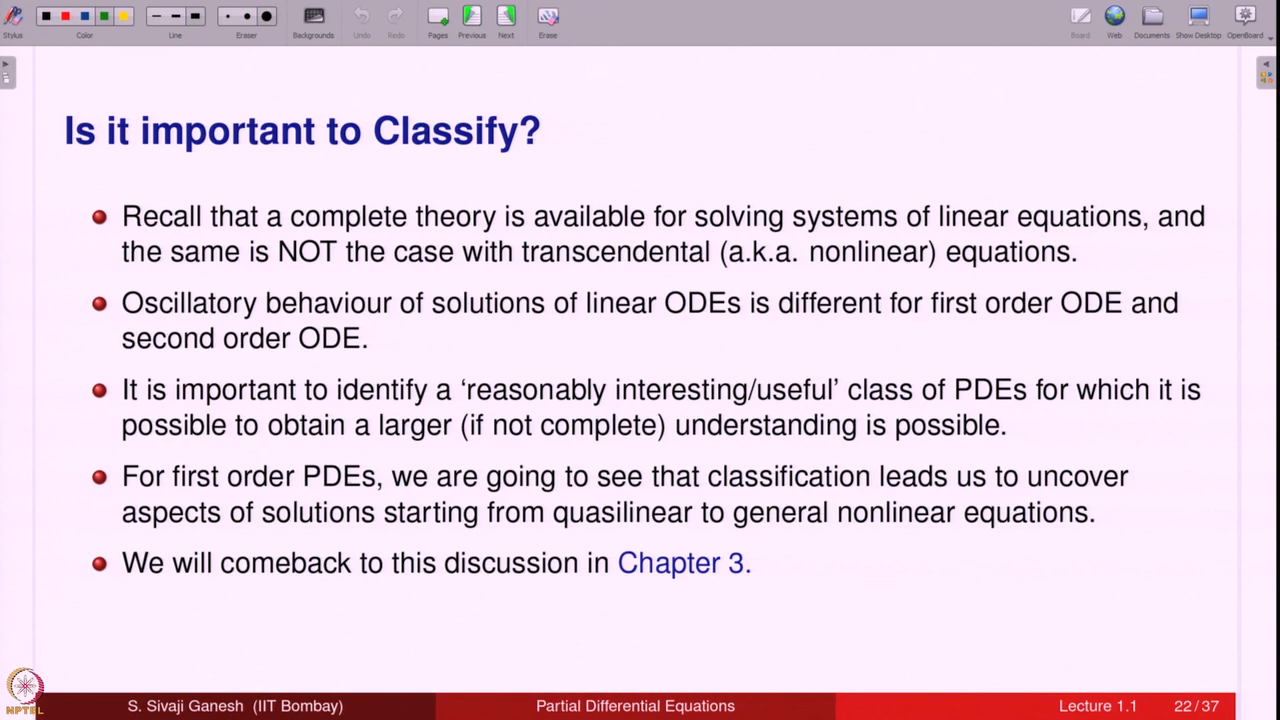 Stylus
Color
Line
Eraser
Backgrounds
Undo
Redo
Pages
Previous
Next
Erase
Board
Web
Documents
Show Desktop
OpenBoard
Is it important to Classify?
Recall that a complete theory is available for solving systems of linear equations, and
the same is NOT the case with transcendental (a.k.a. nonlinear) equations.
Oscillatory behaviour of solutions of linear ODEs is different for first order ODE and
second order ODE.
It is important to identify a ‘reasonably interesting/useful’ class of PDEs for which it is
possible to obtain a larger (if not complete) understanding is possible.
For first order PDEs, we are going to see that classification leads us to uncover
aspects of solutions starting from quasilinear to general nonlinear equations.
We will comeback to this discussion in Chapter 3.
NPTEL
S. Sivaji Ganesh (IIT Bombay)
Partial Differential Equations
Lecture 1.1
22/37